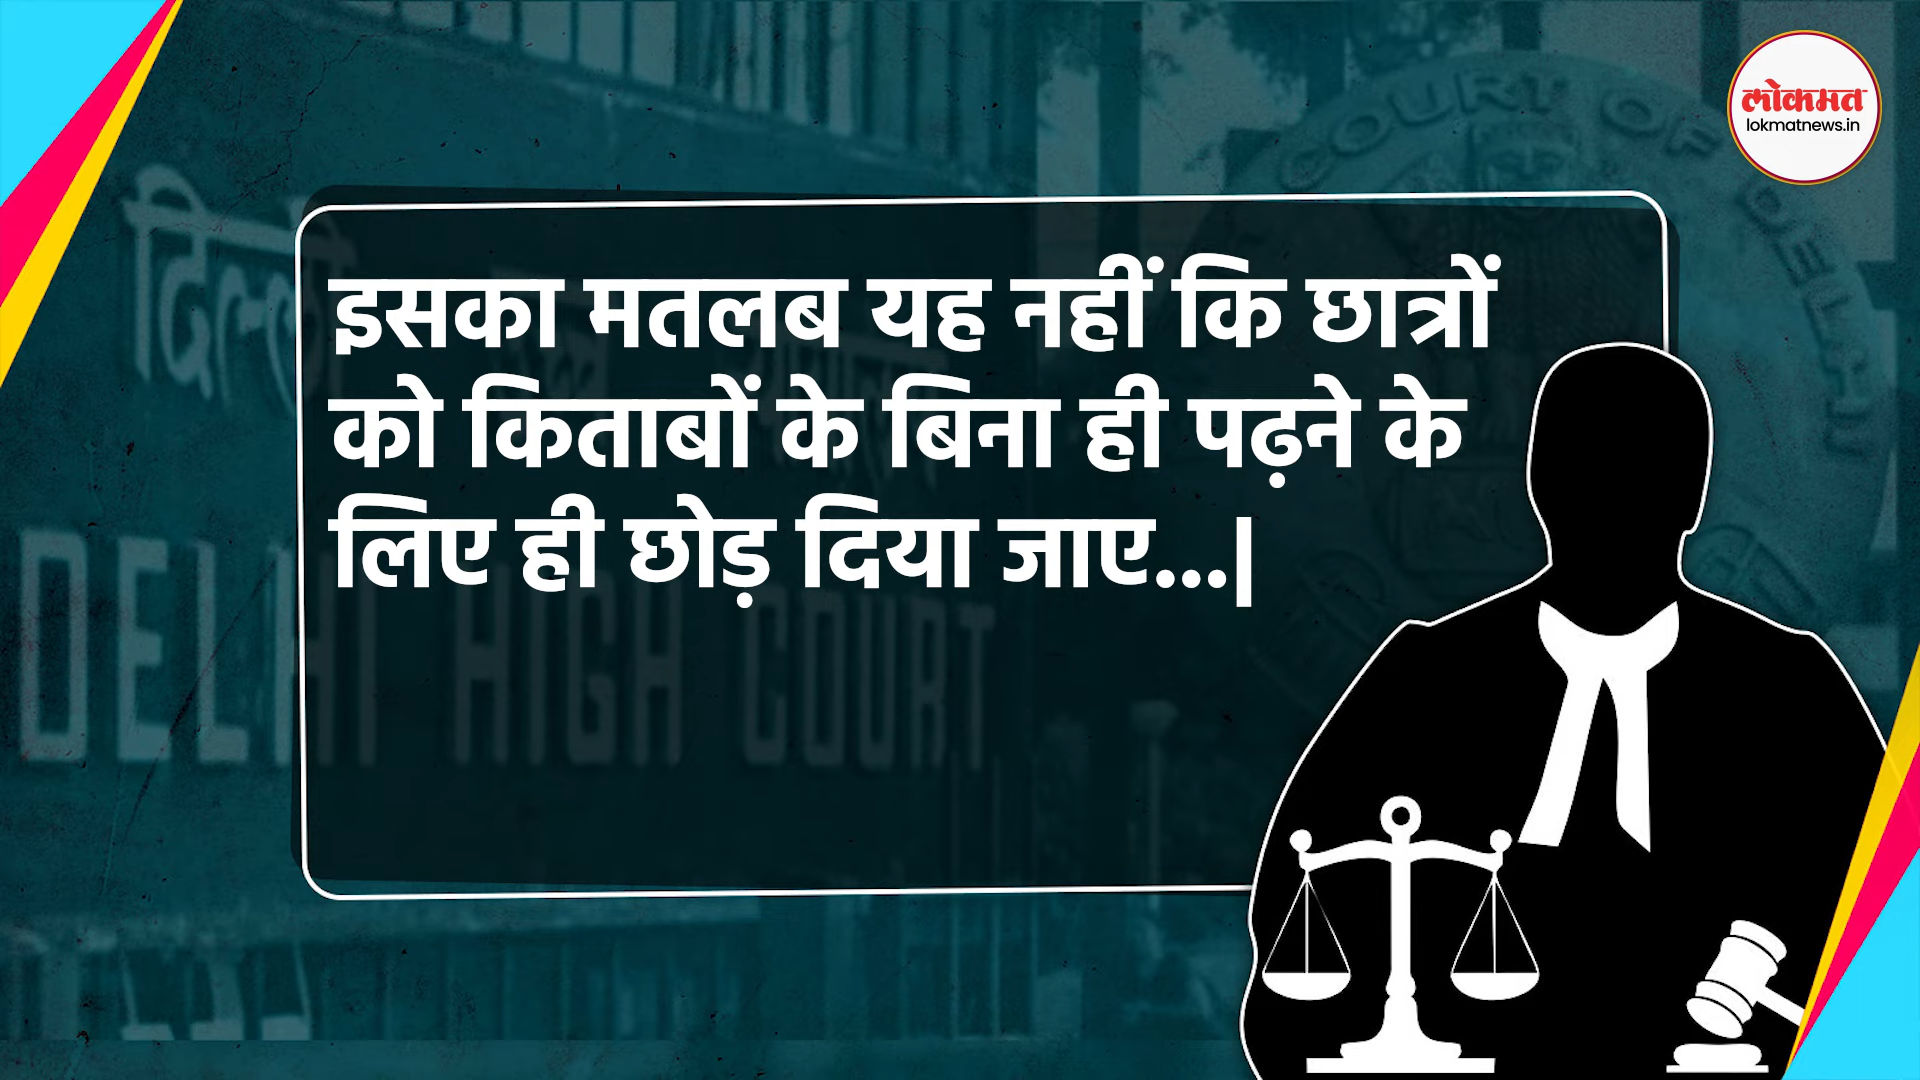 लोकमत
lokmatnews.in
COURT OF DELHI
इसका मतलब यह नहीं कि छात्रों
को किताबों के बिना ही पढ़ने के
लिए ही छोड़ दिया जाए...|
DELHI HIGH COURT